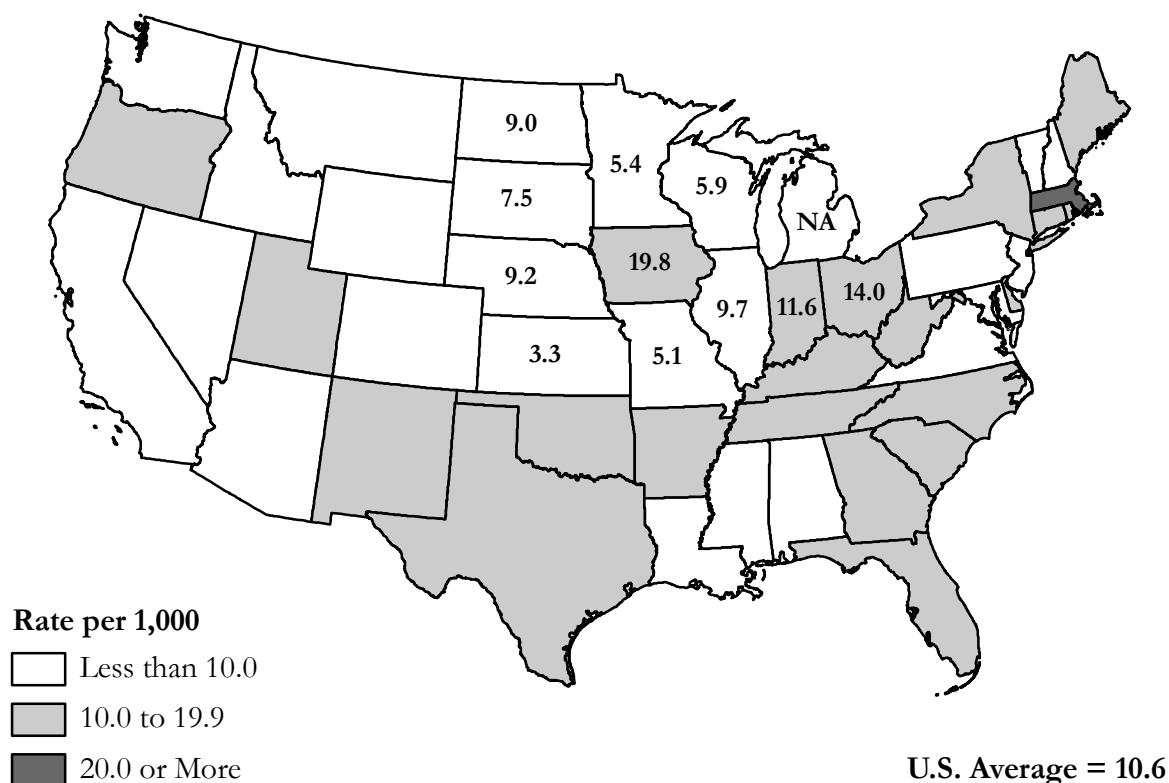 9.0
5.4
5.9
7.5
NA
19.8
9.2
14.0
9.7
11.6
3.3
5.1
Rate per 1,000
Less than 10.0
10.0 to 19.9
20.0 or More
U.S. Average = 10.6